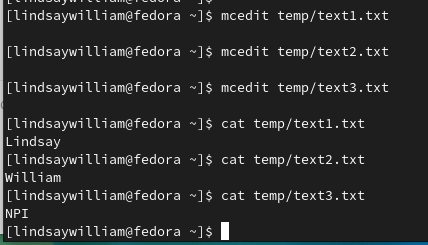 [lindsaywilliam@fedora ~]$ mcedit temp/text1.txt
[lindsaywilliam@fedora ~]$ mcedit temp/text2.txt
[lindsaywilliam@fedora ~]$ mcedit temp/text3.txt
[lindsaywilliam@fedora ~]$ cat temp/text1.txt
Lindsay
[lindsaywilliam@fedora ~]$ cat temp/text2.txt
William
[lindsaywilliam@fedora ~]$ cat temp/text3.txt
NPI
[lindsaywilliam@fedora ~]$